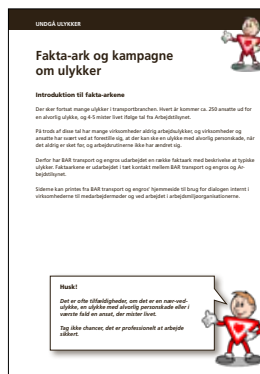 UNDGÅ ULYKKER
Fakta-ark og kampagne
om ulykker
Introduktion til fakta-arkene
Der sker fortsat mange ulykker i transportbranchen. Hvert år kommer ca. 250 ansatte ud for
en alvorlig ulykke, og 4-5 mister livet ifølge tal fra Arbejdstilsynet.
På trods af disse tal har mange virksomheder aldrig arbejdsulykker, og virksomheder og
ansatte har svært ved at forestille sig, at der kan ske en ulykke med alvorlig personskade, når
det aldrig er sket før, og arbejdsrutinerne ikke har ændret sig.
Derfor har BAR transport og engros udarbejdet en række faktaark med beskrivelse at typiske
ulykker. Faktaarkene er udarbejdet i tæt kontakt mellem BAR transport og engros og Ar-
bejdstilsynet.
Siderne kan printes fra BAR transport og engros' hjemmeside til brug for dialogen internt i
virksomhederne til medarbejdermøder og ved arbejdet i arbejdsmiljøorganisationerne.
Husk!
Det er ofte tilfældigheder, om det er en nær-ved-
ulykke, en ulykke med alvorlig personskade eller i
værste fald en ansat, der mister livet.
Tag ikke chancer, det er professionelt at arbejde
sikkert.